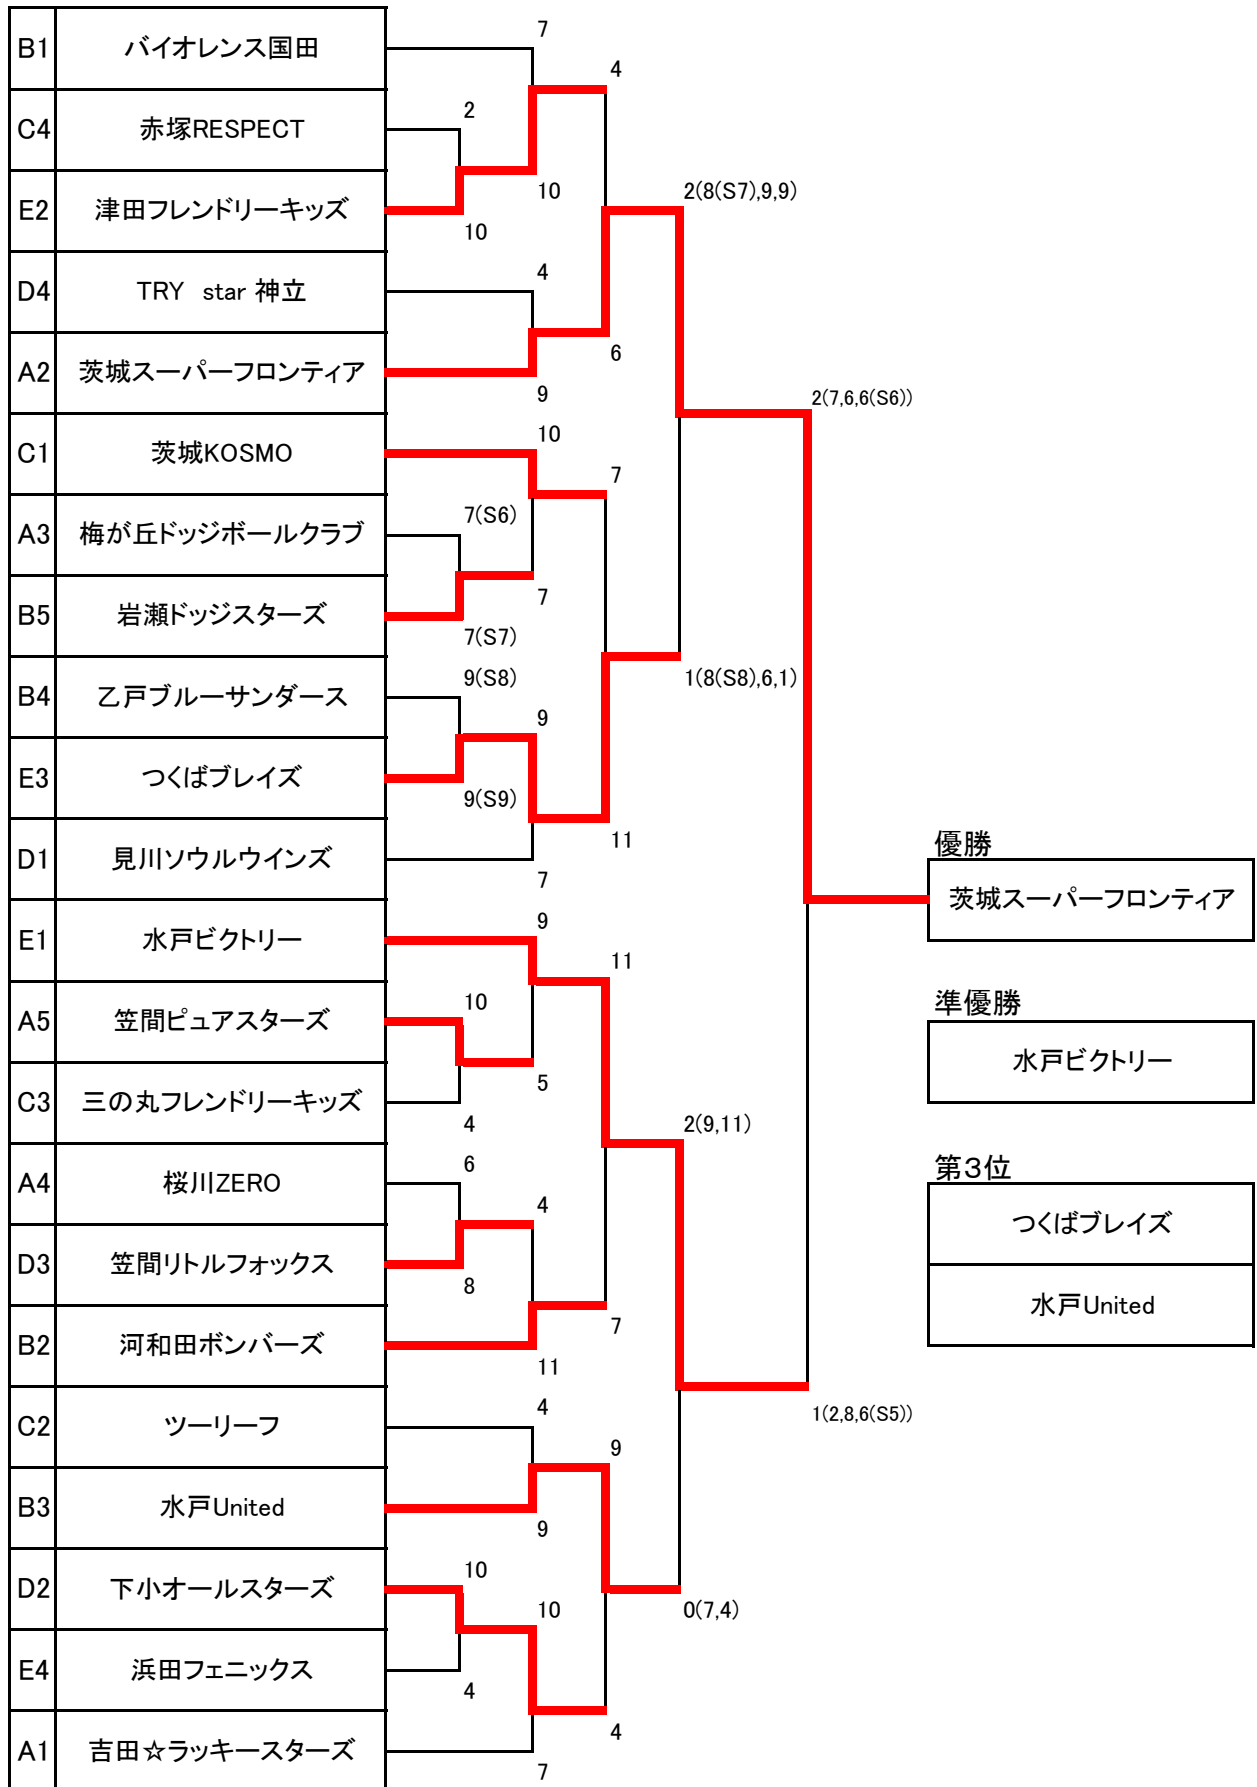 B1 バイオレンス国田
7
4
C4 赤塚RESPECT
2
E2 津田フレンドリーキッズ
10
10
2(8(S7),9,9)
D4 TRY star 神立
4
A2 茨城スーパーフロンティア
6
9
2(7,6,6(S6))
C1 茨城KOSMO
10
7
A3 梅が丘ドッジボールクラブ
7(S6)
B5 岩瀬ドッジスターズ
7
7(S7)
B4 乙戸ブルーサンダース
9(S8)
1(8(S8),6,1)
9
E3 つくばブレイズ
9(S9)
D1 見川ソウルウインズ
11
7
優勝
茨城スーパーフロンティア
E1 水戸ビクトリー
9
11
A5 笠間ピュアスターズ
10
準優勝
水戸ビクトリー
C3 三の丸フレンドリーキッズ
5
4
2(9,11)
A4 桜川ZERO
6
4
第3位
つくばブレイズ
水戸United
D3 笠間リトルフォックス
8
B2 河和田ボンバーズ
7
11
C2 ツーリーフ
4
9
1(2,8,6(S5))
B3 水戸United
9
D2 下小オールスターズ
10
10
0(7,4)
E4 浜田フェニックス
4
A1 吉田☆ラッキースターズ
4
7